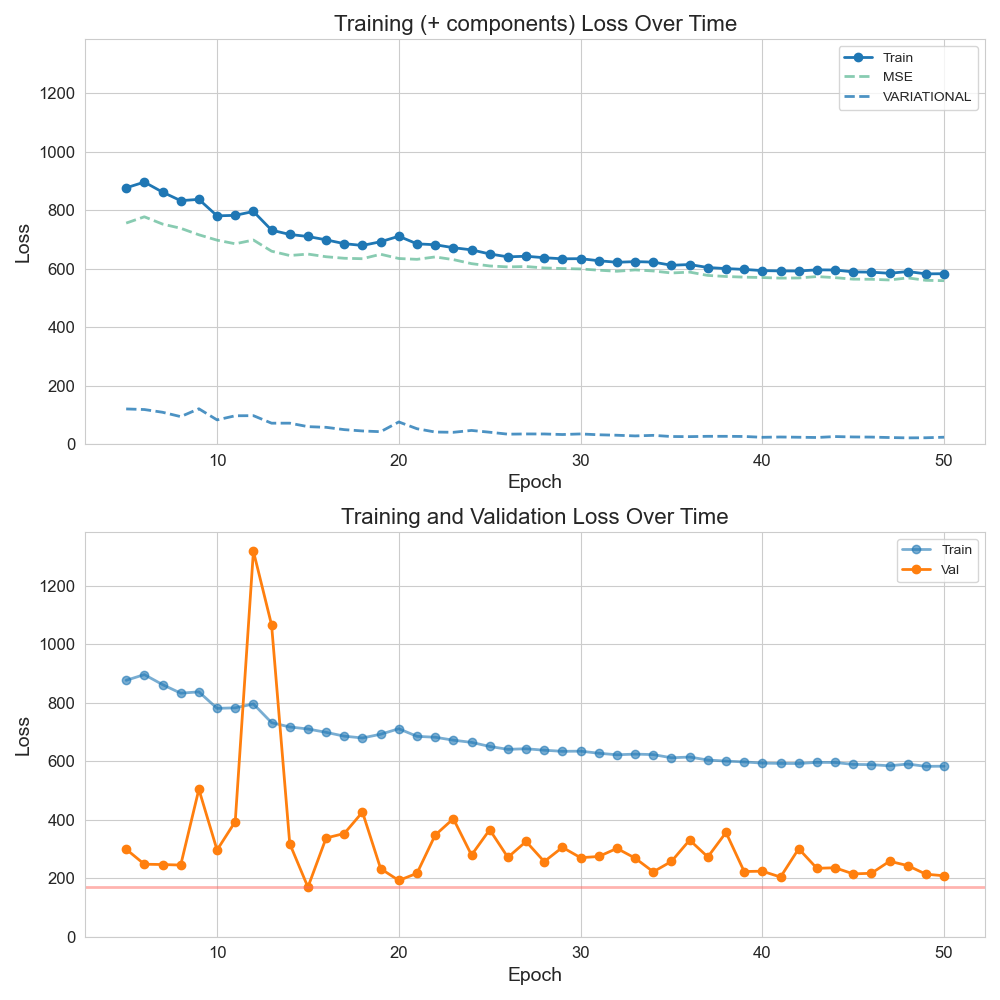 Training (+ components) Loss Over Time
Train
MSE
VARIATIONAL
1200
1000
800
600
400
200
0
Loss
10 20 30 40 50
Epoch
Training and Validation Loss Over Time
Train
Val
1200
1000
800
600
400
200
0
Loss
10 20 30 40 50
Epoch